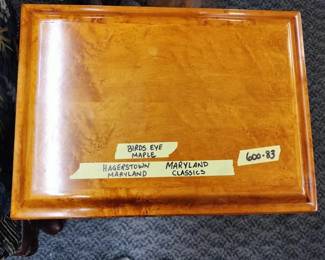 BIRDS EYE
MAPLE
HAGERSTOWN MARYLAND
MARYLAND CLASSICS
600-83